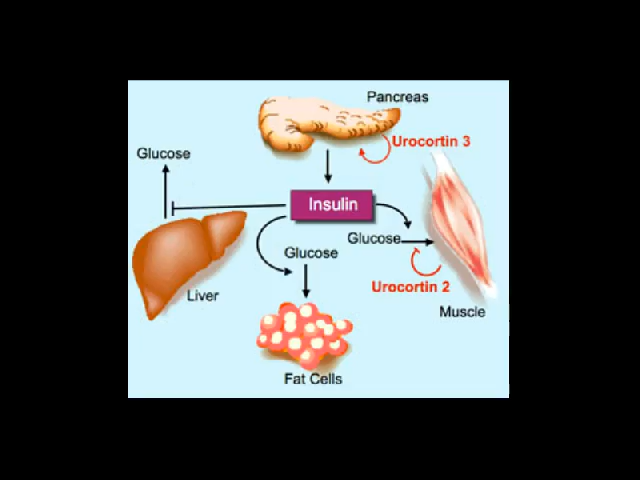 Pancreas
Urocortin 3
Glucose
Insulin
Glucose
Glucose
Urocortin 2
Liver
Muscle
Fat Cells